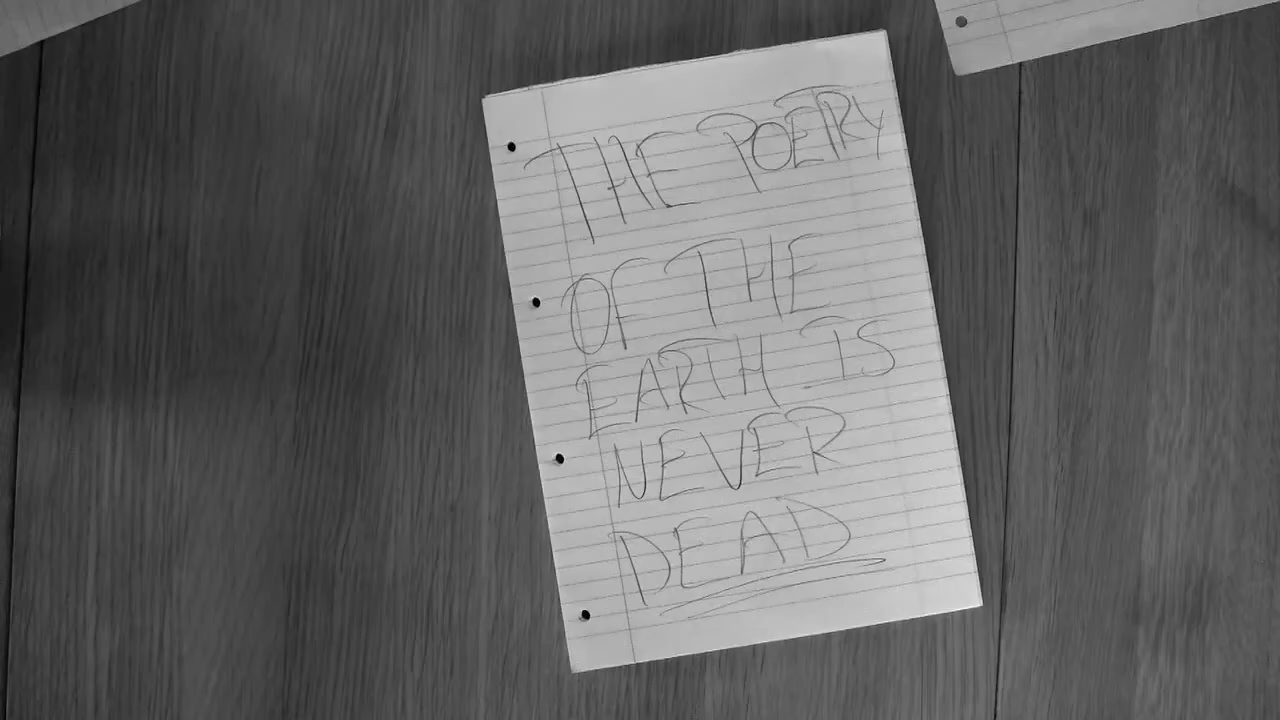 THE POETRY
OF THE
EARTH IS
NEVER
DEAD